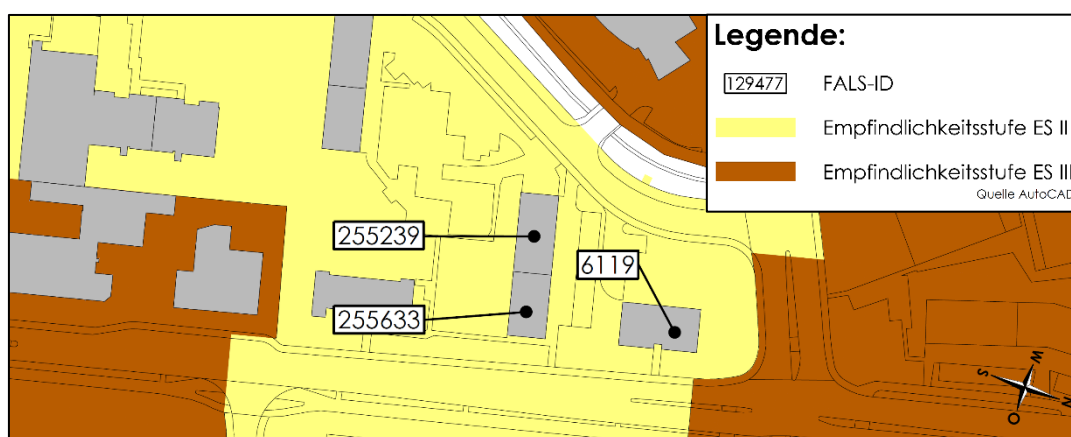 Legende:
129477 FALS-ID
Empfindlichkeitsstufe ES II
Empfindlichkeitsstufe ES III
Quelle AutoCAD
255239
6119
255633
W
S
N
O